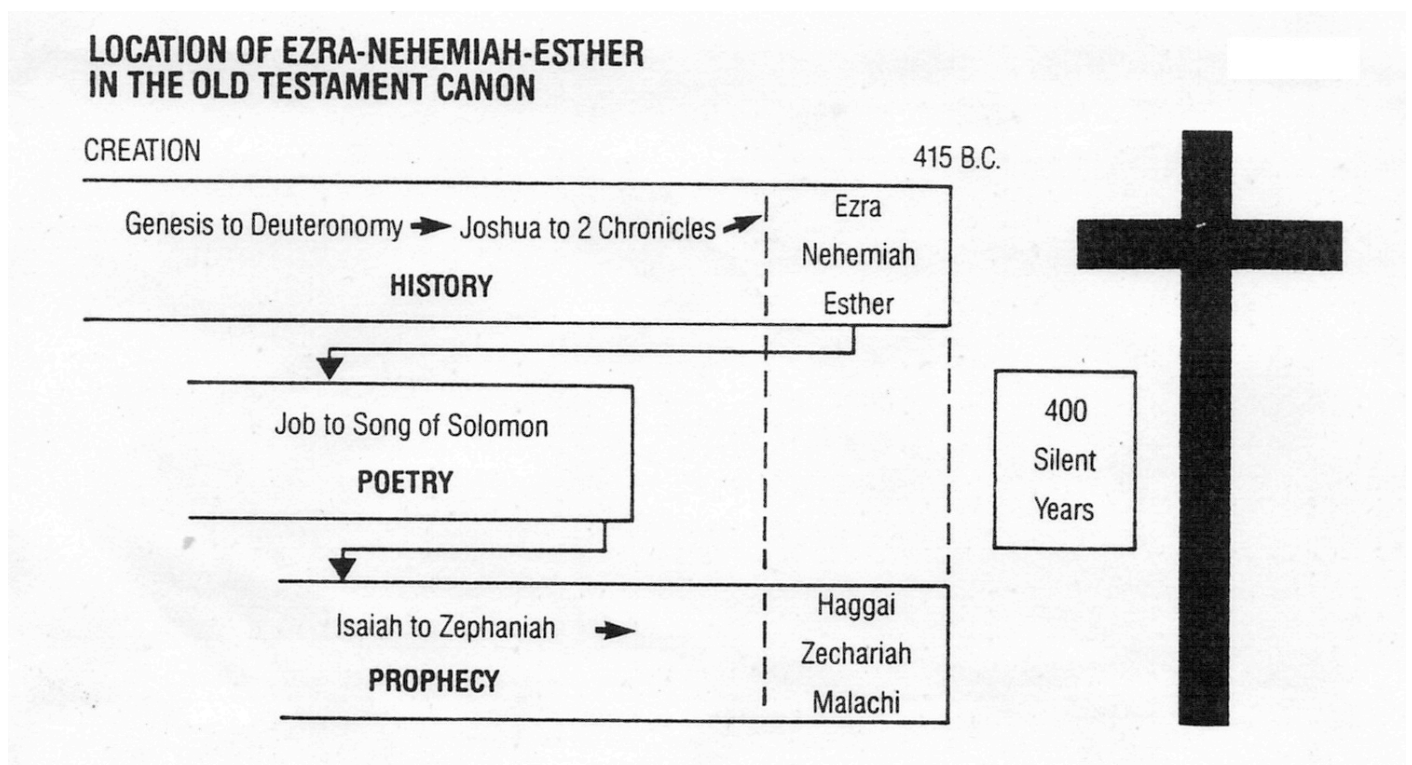 LOCATION OF EZRA-NEHEMIAH-ESTHER
IN THE OLD TESTAMENT CANON
CREATION
415 B.C.
Genesis to Deuteronomy
Joshua to 2 Chronicles
HISTORY
Ezra
Nehemiah
Esther
Job to Song of Solomon
POETRY
400
Silent
Years
Isaiah to Zephaniah
PROPHECY
Haggai
Zechariah
Malachi